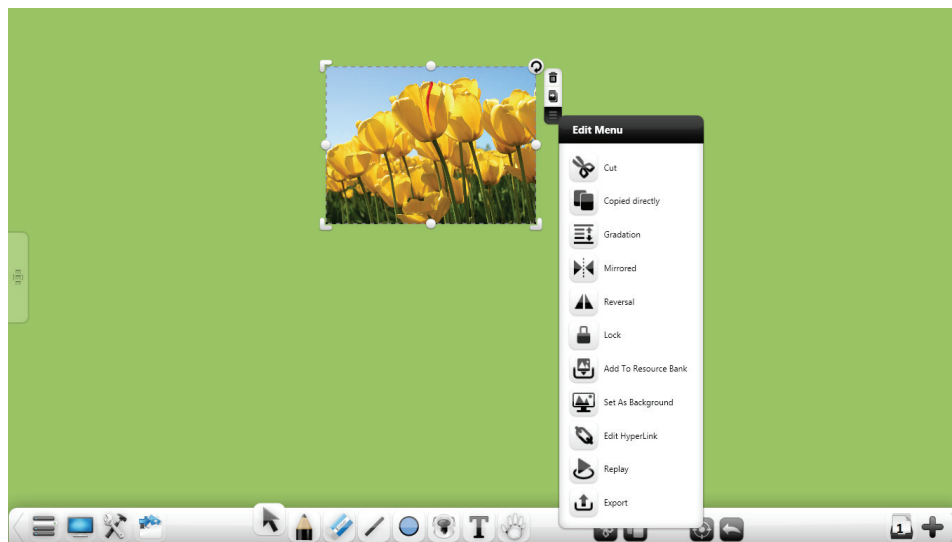 Edit Menu
Cut
Copied directly
Gradation
Mirrored
Reversal
Lock
Add To Resource Bank
Set As Background
Edit HyperLink
Replay
Export
T
1